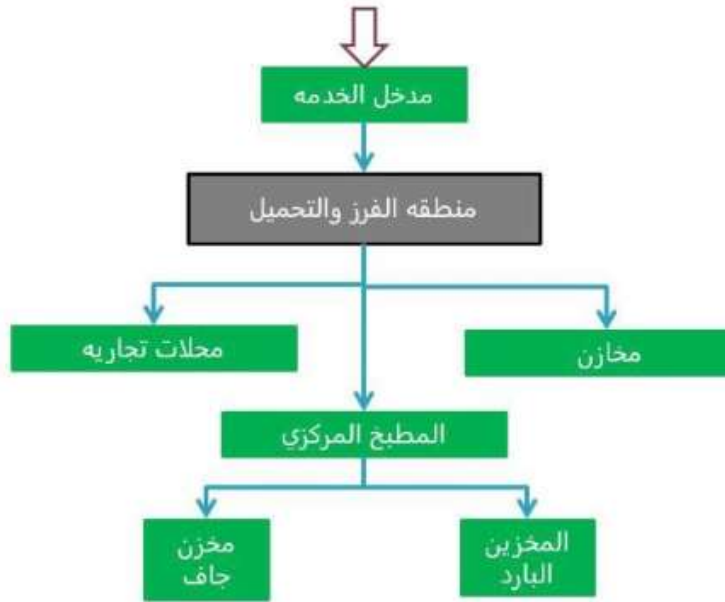 مدخل الخدمه
منطقه الفرز والتحميل
مخازن
محلات تجاريه
المطبخ المركزي
المخزين
البارد
مخزن
جاف